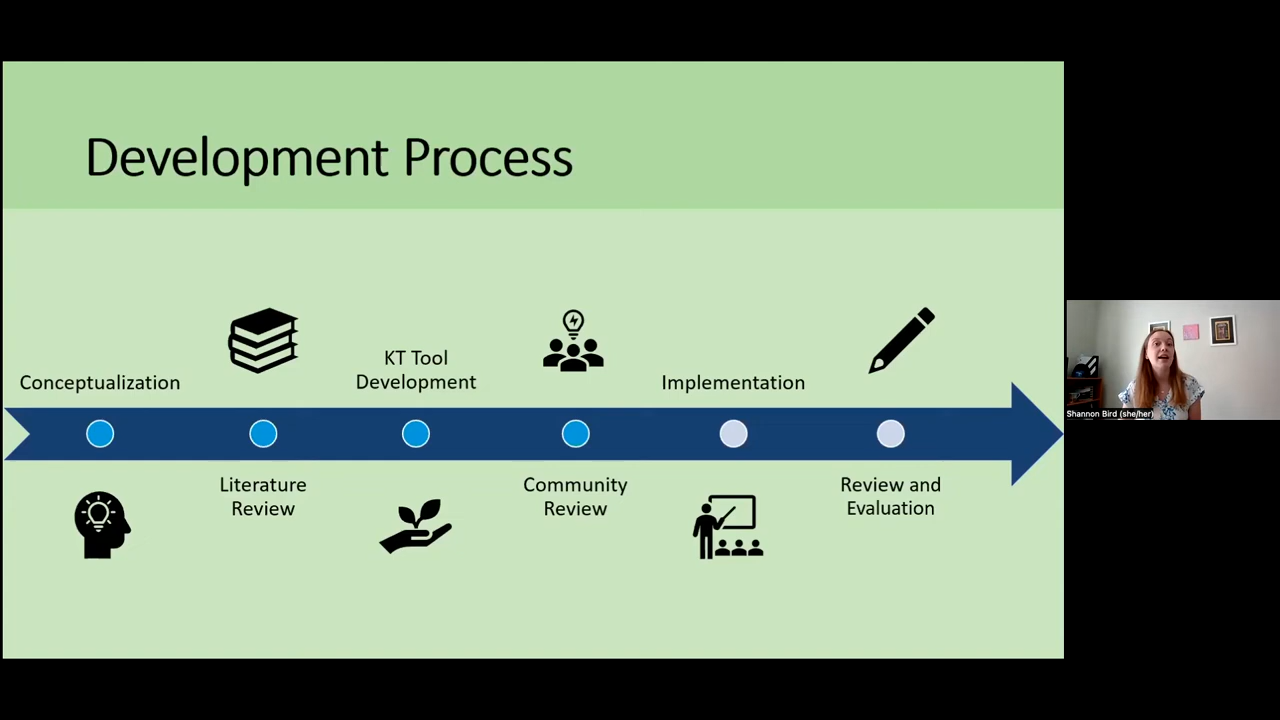 Development Process
Conceptualization
Literature
Review
KT Tool
Development
Community
Review
Implementation
Review and
Evaluation
Shannon Bird (she/her)